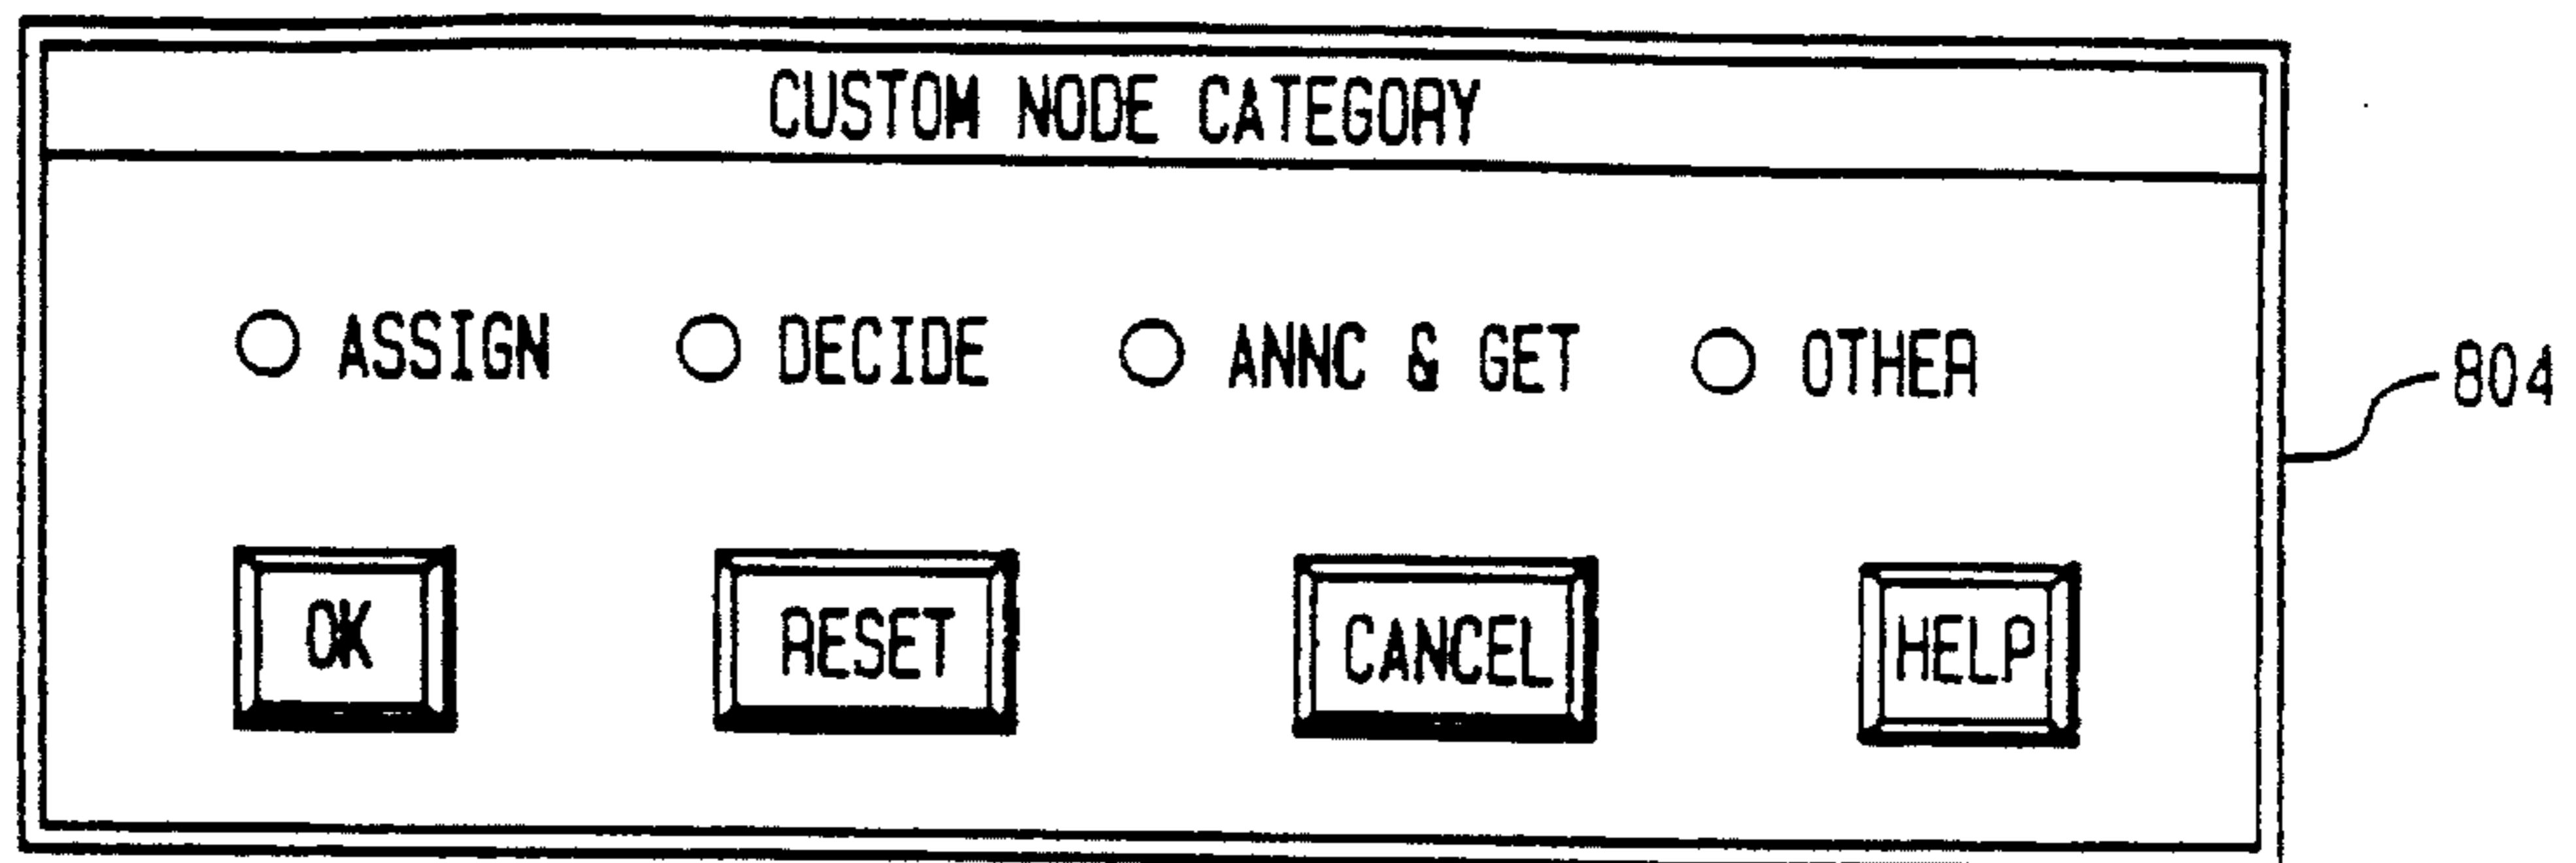 CUSTOM NODE CATEGORY
ASSIGN DECIDE ANNC & GET OTHER
804
OK RESET CANCEL HELP